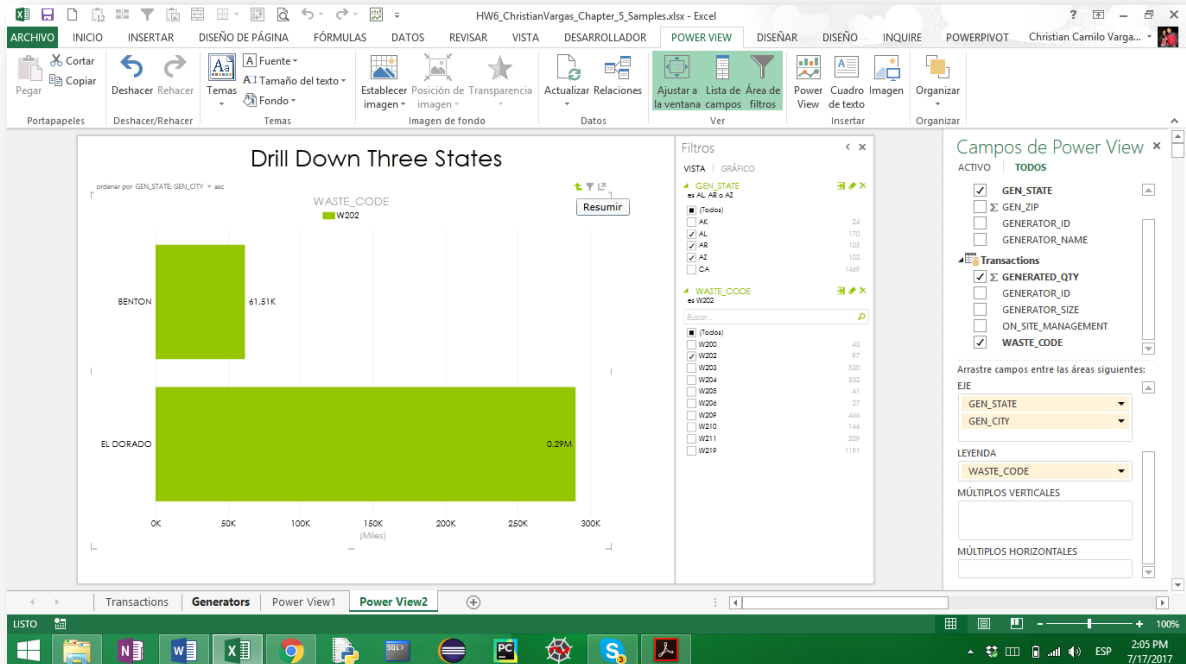 HW6_ChristianVargas_Chapter_5_Samples.xlsx - Excel
ARCHIVO INICIO INSERTAR DISEÑO DE PÁGINA FÓRMULAS DATOS REVISAR VISTA DESARROLLADOR POWER VIEW DISEÑAR DISEÑO INQUIRE POWERPIVOT Christian Camilo Varga...
Pegar
Cortar
Copiar
Portapapeles
Deshacer Rehacer
Deshacer/Rehacer
Temas
Fuente
Tamaño del texto
Fondo
Temas
Establecer imagen
Posición de imagen
Transparencia
Imagen de fondo
Actualizar Relaciones
Datos
Ajustar a la ventana
Lista de campos
Área de filtros
Ver
Power View
Cuadro de texto
Imagen
Insertar
Organizar
Organizar
Drill Down Three States
ordenar por GEN_STATE; GEN_CITY asc
Resumir
WASTE_CODE
W202
BENTON 61.51K
EL DORADO 0.29M
0K 50K 100K 150K 200K 250K 300K
(Miles)
Filtros
VISTA GRÁFICO
GEN_STATE
es AL, AR o AZ
(Todos)
AK 24
AL 170
AR 105
AZ 102
CA 1469
WASTE_CODE
es W202
Buscar...
(Todos)
W200 43
W202 97
W203 530
W204 532
W205 41
W206 27
W209 466
W210 146
W211 259
W219 1191
Campos de Power View
ACTIVO TODOS
GEN_STATE
Σ GEN_ZIP
GENERATOR_ID
GENERATOR_NAME
Transactions
Σ GENERATED_QTY
GENERATOR_ID
GENERATOR_SIZE
ON_SITE_MANAGEMENT
WASTE_CODE
Arrastre campos entre las áreas siguientes:
EJE
GEN_STATE
GEN_CITY
LEYENDA
WASTE_CODE
MÚLTIPLOS VERTICALES
MÚLTIPLOS HORIZONTALES
Transactions Generators Power View1 Power View2
LISTO
100%
ESP
2:05 PM
7/17/2017